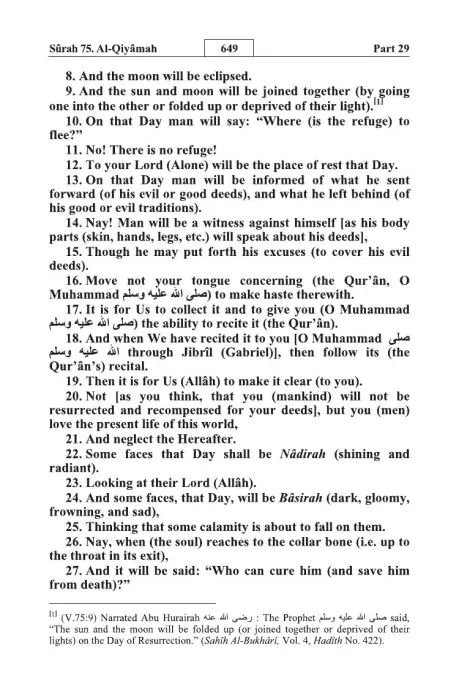 Sûrah 75. Al-Qiyâmah 649 Part 29
8. And the moon will be eclipsed.
9. And the sun and moon will be joined together (by going
one into the other or folded up or deprived of their light).[1]
10. On that Day man will say: “Where (is the refuge) to
flee?”
11. No! There is no refuge!
12. To your Lord (Alone) will be the place of rest that Day.
13. On that Day man will be informed of what he sent
forward (of his evil or good deeds), and what he left behind (of
his good or evil traditions).
14. Nay! Man will be a witness against himself [as his body
parts (skin, hands, legs, etc.) will speak about his deeds],
15. Though he may put forth his excuses (to cover his evil
deeds).
16. Move not your tongue concerning (the Qur’ân, O
Muhammad صلى الله عليه وسلم) to make haste therewith.
17. It is for Us to collect it and to give you (O Muhammad
صلى الله عليه وسلم) the ability to recite it (the Qur’ân).
18. And when We have recited it to you [O Muhammad صلى
الله عليه وسلم through Jibrîl (Gabriel)], then follow its (the
Qur’ân’s) recital.
19. Then it is for Us (Allâh) to make it clear (to you).
20. Not [as you think, that you (mankind) will not be
resurrected and recompensed for your deeds], but you (men)
love the present life of this world,
21. And neglect the Hereafter.
22. Some faces that Day shall be Nâdirah (shining and
radiant).
23. Looking at their Lord (Allâh).
24. And some faces, that Day, will be Bâsirah (dark, gloomy,
frowning, and sad),
25. Thinking that some calamity is about to fall on them.
26. Nay, when (the soul) reaches to the collar bone (i.e. up to
the throat in its exit),
27. And it will be said: “Who can cure him (and save him
from death)?”
[1] (V.75:9) Narrated Abu Hurairah رضى الله عنه : The Prophet صلى الله عليه وسلم said,
“The sun and the moon will be folded up (or joined together or deprived of their
lights) on the Day of Resurrection.” (Sahîh Al-Bukhârî, Vol. 4, Hadîth No. 422).